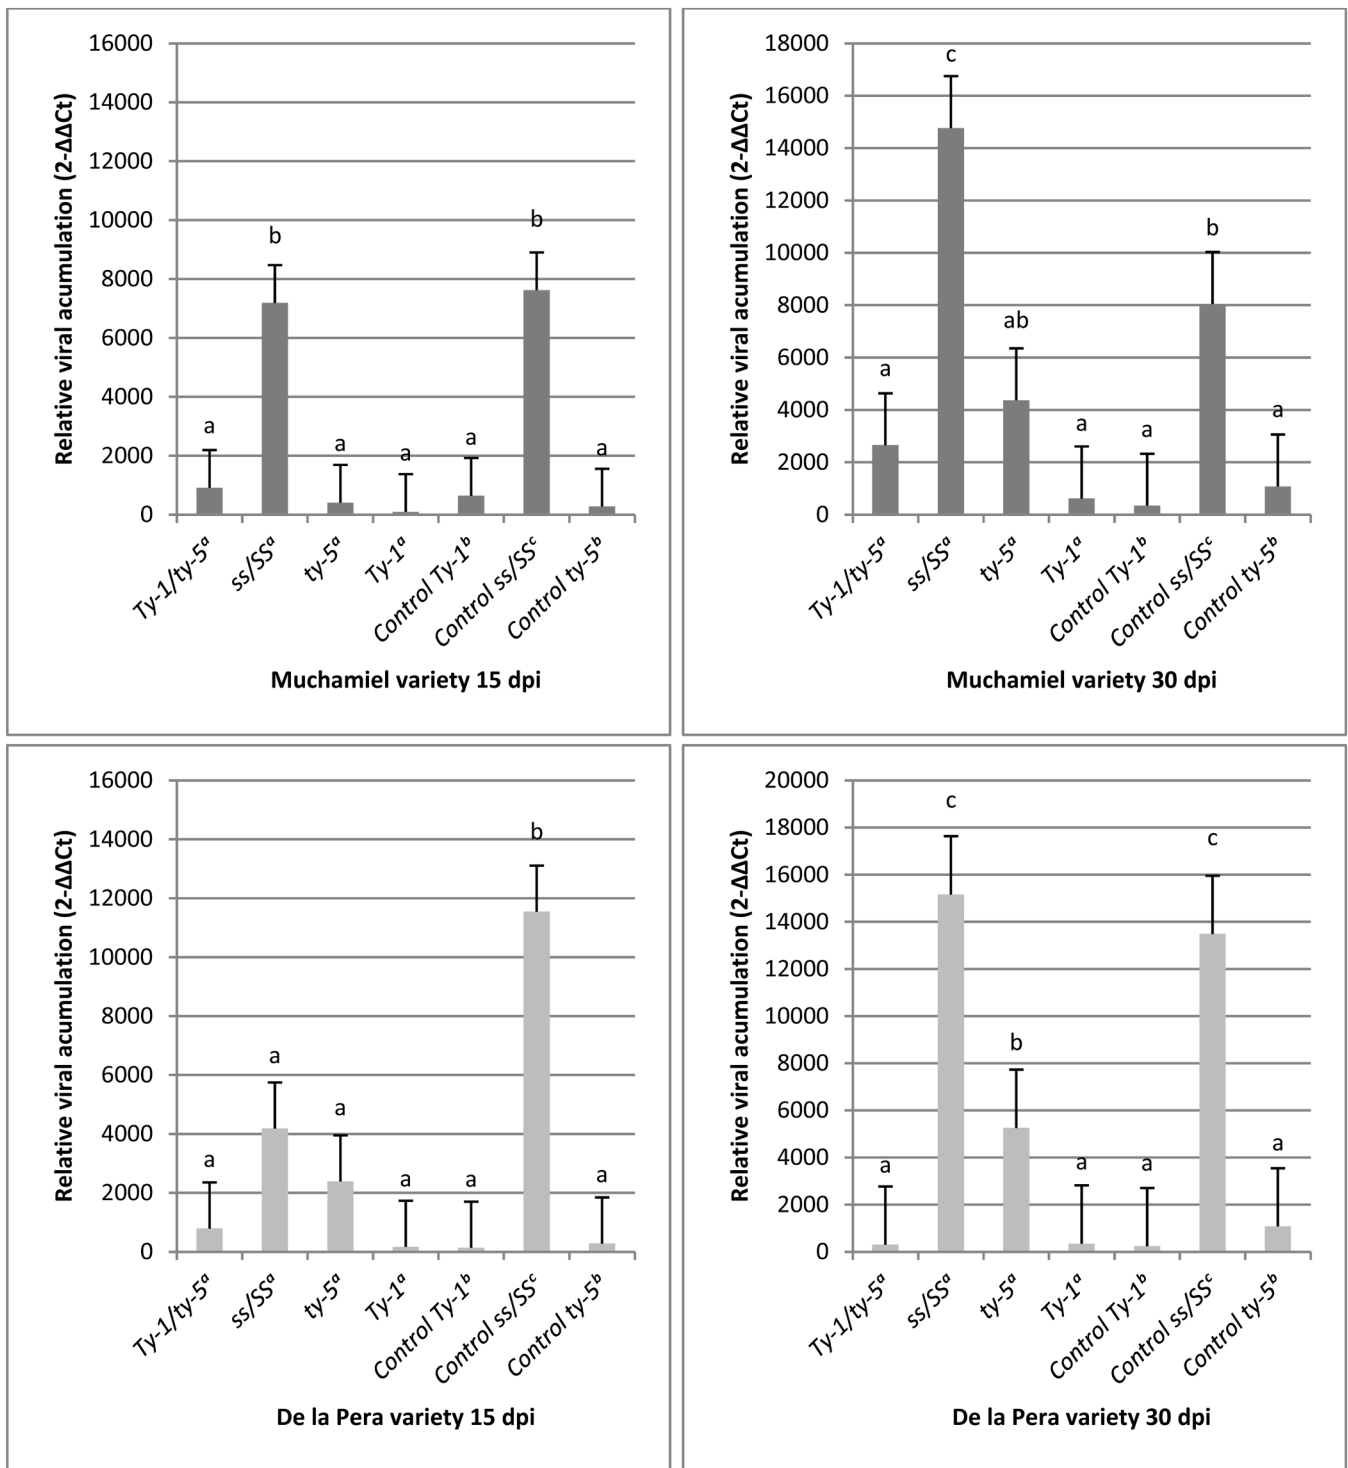 Relative viral acumulation (2-ΔΔCt)
16000
14000
12000
10000
8000
6000
4000
2000
0
a
b
a
a
a
b
a
Ty-1/ty-5ᵃ
ss/SSᵃ
ty-5ᵃ
Ty-1ᵃ
Control Ty-1ᵇ
Control ss/SSᶜ
Control ty-5ᵇ
Muchamiel variety 15 dpi
Relative viral acumulation (2-ΔΔCt)
18000
16000
14000
12000
10000
8000
6000
4000
2000
0
a
c
ab
a
a
b
a
Ty-1/ty-5ᵃ
ss/SSᵃ
ty-5ᵃ
Ty-1ᵃ
Control Ty-1ᵇ
Control ss/SSᶜ
Control ty-5ᵇ
Muchamiel variety 30 dpi
Relative viral acumulation (2-ΔΔCt)
16000
14000
12000
10000
8000
6000
4000
2000
0
a
a
a
a
a
b
a
Ty-1/ty-5ᵃ
ss/SSᵃ
ty-5ᵃ
Ty-1ᵃ
Control Ty-1ᵇ
Control ss/SSᶜ
Control ty-5ᵇ
De la Pera variety 15 dpi
Relative viral acumulation (2-ΔΔCt)
20000
18000
16000
14000
12000
10000
8000
6000
4000
2000
0
a
c
b
a
a
c
a
Ty-1/ty-5ᵃ
ss/SSᵃ
ty-5ᵃ
Ty-1ᵃ
Control Ty-1ᵇ
Control ss/SSᶜ
Control ty-5ᵇ
De la Pera variety 30 dpi